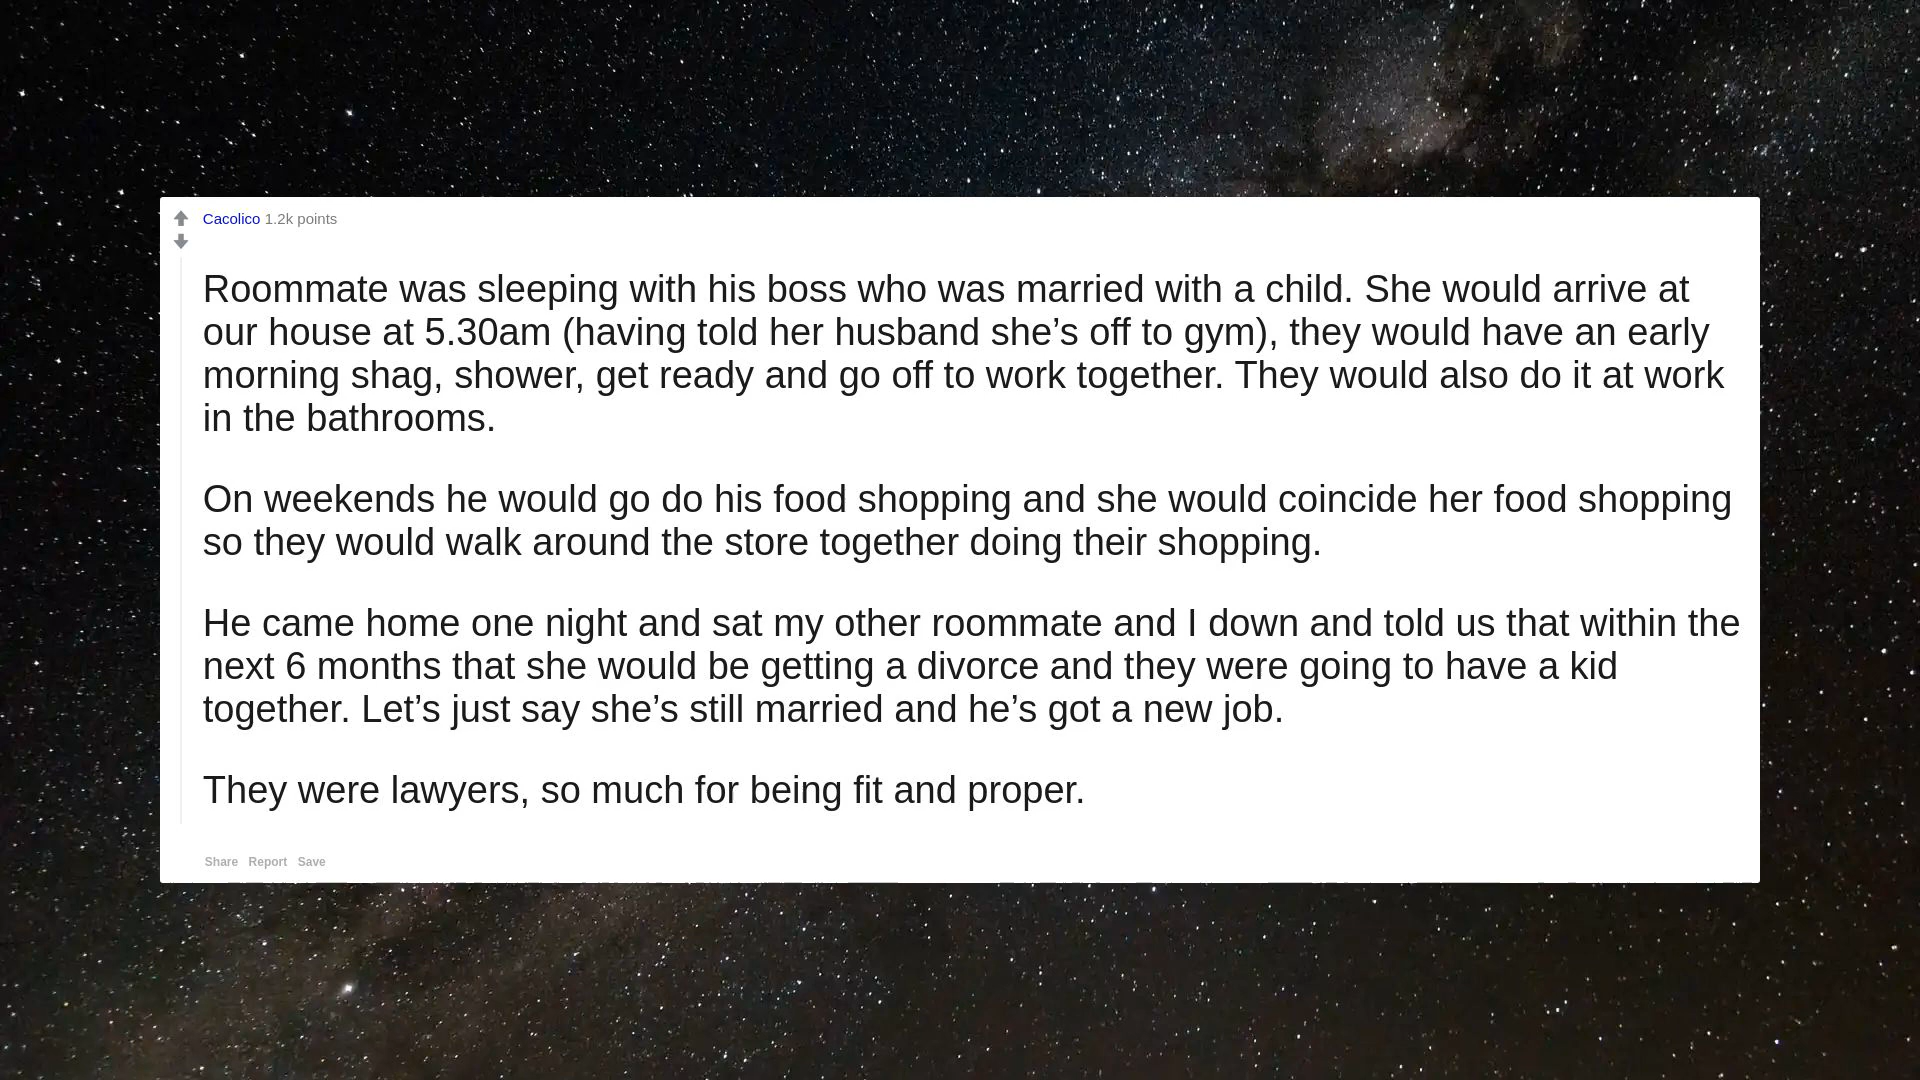 Cacolico 1.2k points
Roommate was sleeping with his boss who was married with a child. She would arrive at
our house at 5.30am (having told her husband she’s off to gym), they would have an early
morning shag, shower, get ready and go off to work together. They would also do it at work
in the bathrooms.
On weekends he would go do his food shopping and she would coincide her food shopping
so they would walk around the store together doing their shopping.
He came home one night and sat my other roommate and I down and told us that within the
next 6 months that she would be getting a divorce and they were going to have a kid
together. Let’s just say she’s still married and he’s got a new job.
They were lawyers, so much for being fit and proper.
Share Report Save